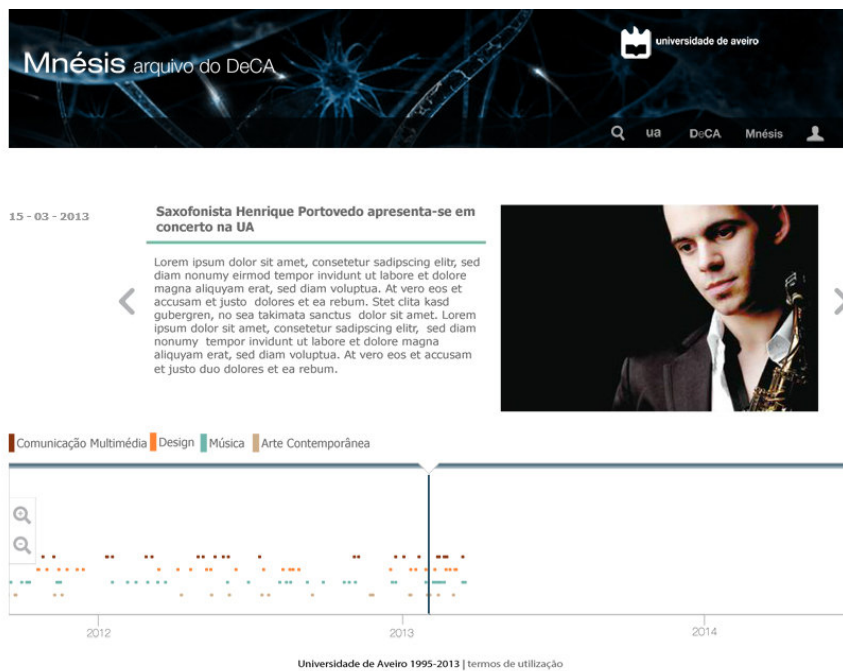 Mnésis arquivo do DeCA
universidade de aveiro
ua DeCA Mnésis
15 - 03 - 2013
Saxofonista Henrique Portovedo apresenta-se em
concerto na UA
Lorem ipsum dolor sit amet, consetetur sadipscing elitr, sed
diam nonumy eirmod tempor invidunt ut labore et dolore
magna aliquyam erat, sed diam voluptua. At vero eos et
accusam et justo  dolores et ea rebum. Stet clita kasd
gubergren, no sea takimata sanctus  dolor sit amet. Lorem
ipsum dolor sit amet, consetetur sadipscing elitr,  sed diam
nonumy  tempor invidunt ut labore et dolore magna
aliquyam erat, sed diam voluptua. At vero eos et accusam
et justo duo dolores et ea rebum.
Comunicação Multimédia Design Música Arte Contemporânea
2012 2013 2014
Universidade de Aveiro 1995-2013 | termos de utilização